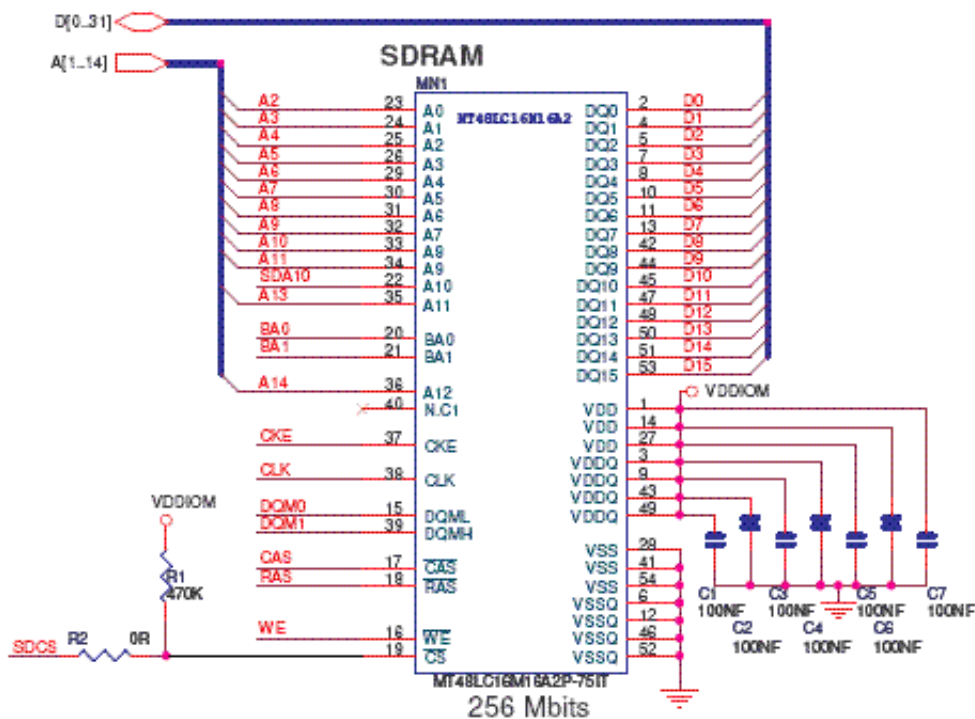 D[0..31]
A[1..14]
SDRAM
MN1
MT48LC16M16A2
A2 23 A0 DQ0 2 D0
A3 24 A1 DQ1 4 D1
A4 25 A2 DQ2 5 D2
A5 26 A3 DQ3 7 D3
A6 29 A4 DQ4 8 D4
A7 30 A5 DQ5 10 D5
A8 31 A6 DQ6 11 D6
A9 32 A7 DQ7 13 D7
A10 33 A8 DQ8 42 D8
A11 34 A9 DQ9 44 D9
SDA10 22 A10 DQ10 45 D10
A13 35 A11 DQ11 47 D11
DQ12 48 D12
BA0 20 BA0 DQ13 50 D13
BA1 21 BA1 DQ14 51 D14
DQ15 53 D15
A14 36 A12
VDDIOM
40 N.C1 VDD 1
VDD 14
CKE 37 CKE VDD 27
VDDQ 3
CLK 38 CLK VDDQ 9
VDDQ 43
DQM0 15 DQML VDDQ 49
DQM1 39 DQMH
VDDIOM
VSS 28
CAS 17 CAS VSS 41
RAS 18 RAS VSS 54
VSSQ 6
VSSQ 12
WE 16 WE VSSQ 46
19 CS VSSQ 52
R1
470K
SDCS R2 0R
C1 C3 C5 C7
100NF 100NF 100NF 100NF
C2 C4 C6
100NF 100NF 100NF
MT48LC16M16A2P-75IT
256 Mbits